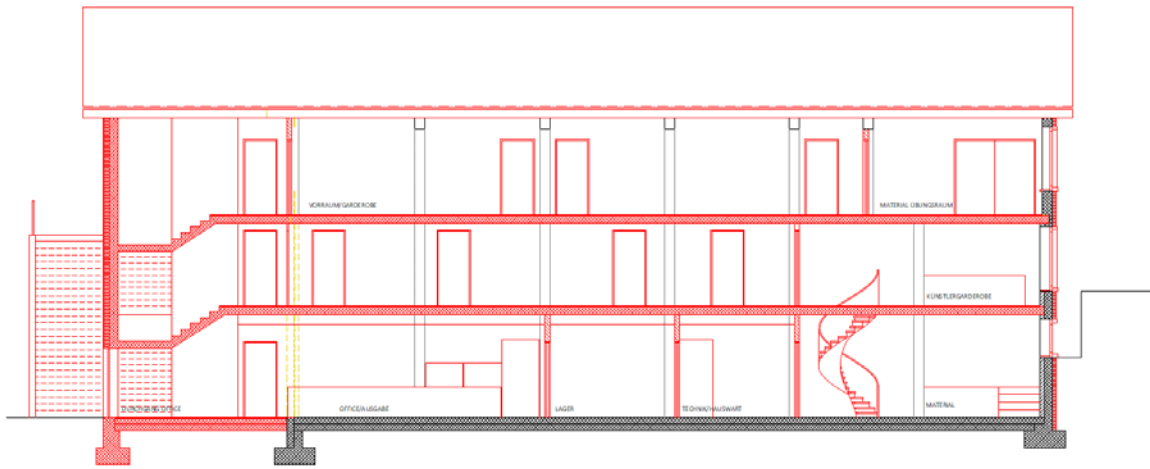 VORRAUM/GARDEROBE
MATERIAL ÜBUNGSRAUM
KÜNSTLERGARDEROBE
OFFICE/AUSGABE
LAGER
TECHNIK/HAUSWART
MATERIAL